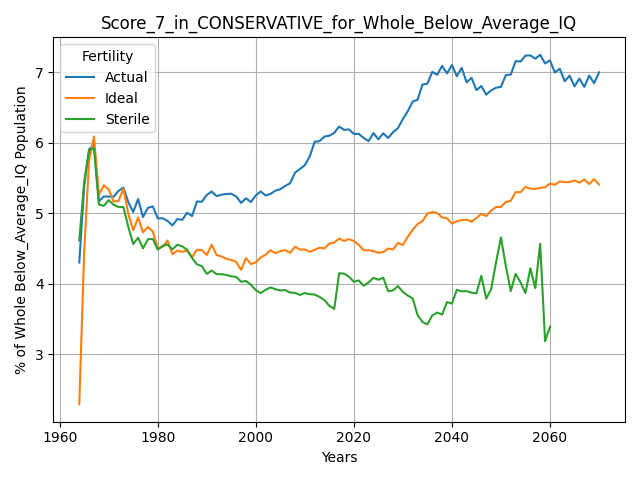 Score_7_in_CONSERVATIVE_for_Whole_Below_Average_IQ
% of Whole Below_Average_IQ Population
7
6
5
4
3
Fertility
Actual
Ideal
Sterile
1960 1980 2000 2020 2040 2060
Years